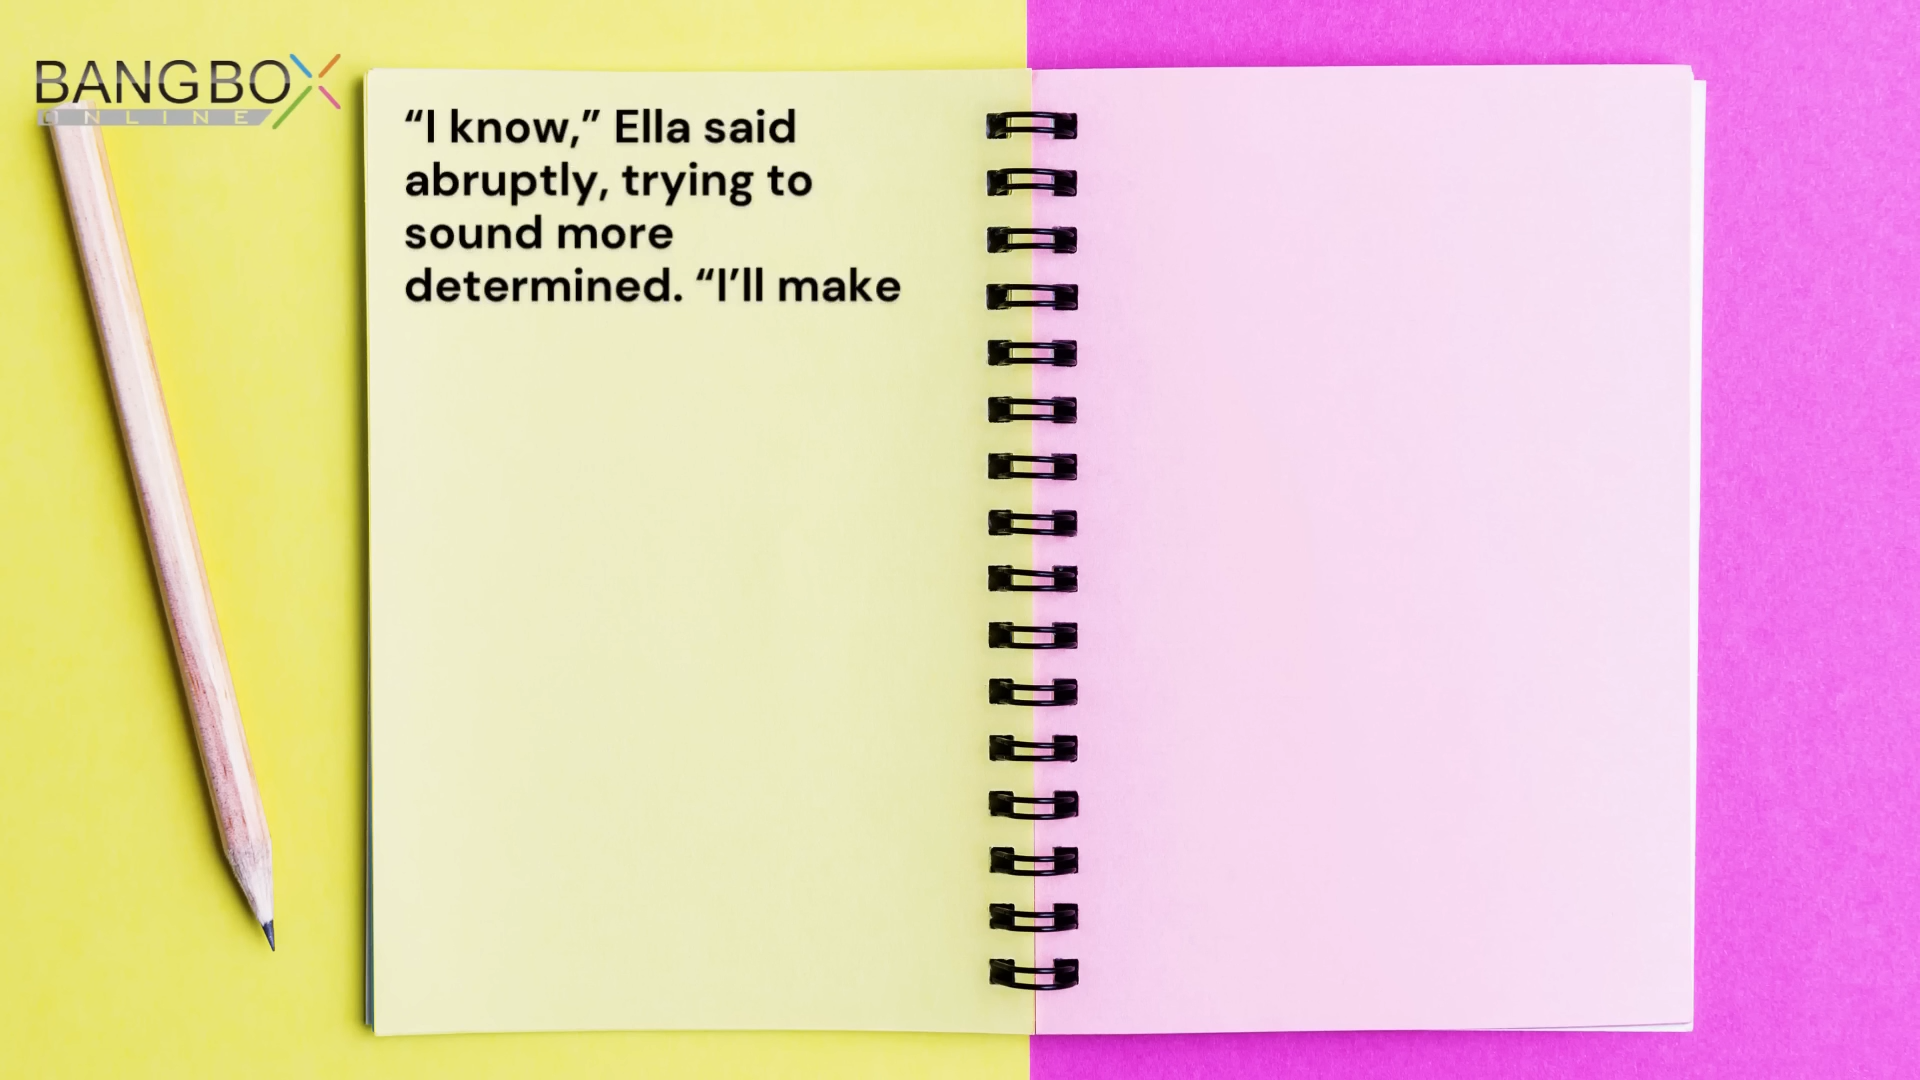 BANGBOX
ONLINE
“I know,” Ella said
abruptly, trying to
sound more
determined. “I’ll make